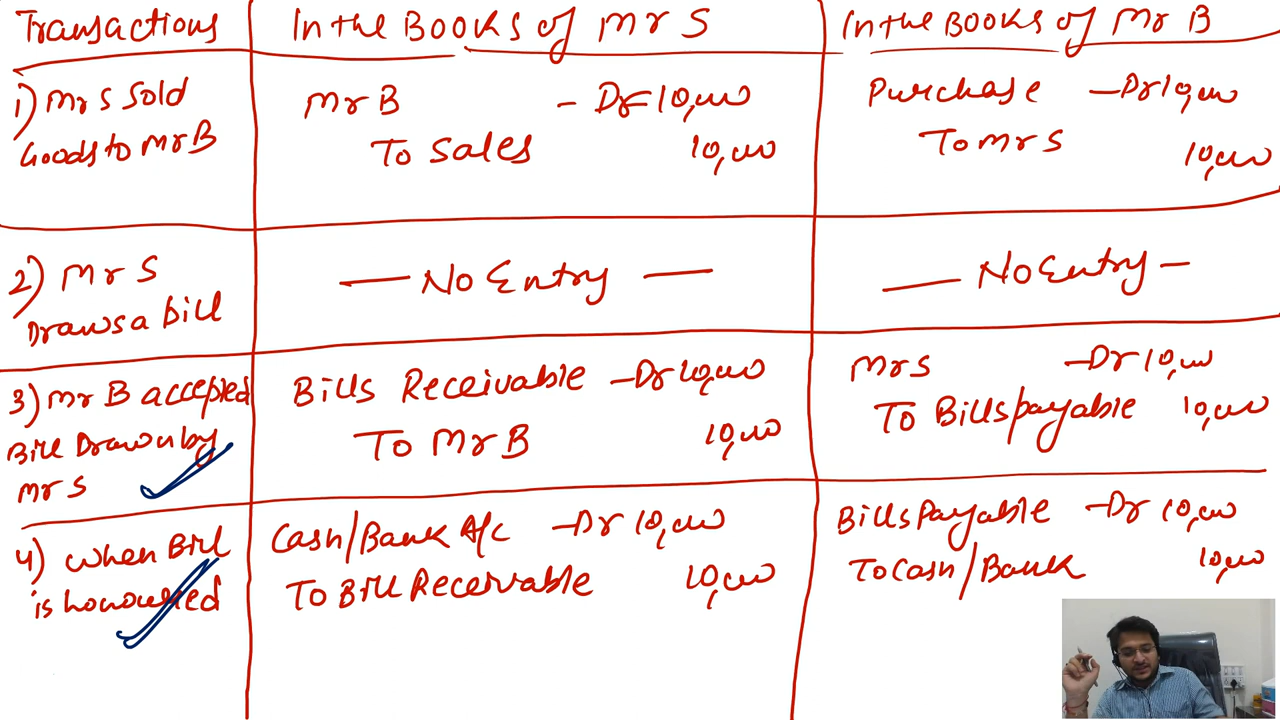 Transactions
In the Books of Mr S
In the Books of Mr B
1) Mr S Sold
Goods to Mr B
Mr B - Dr 10,000
To Sales 10,000
Purchase - Dr 10,000
To Mr S 10,000
2) Mr S
Draws a bill
No Entry
No Entry
3) Mr B accepted
Bill Drawn by
Mr S
Bills Receivable - Dr 10,000
To Mr B 10,000
Mr S - Dr 10,000
To Bills payable 10,000
4) When Bill
is honoured
Cash/Bank A/c - Dr 10,000
To Bill Receivable 10,000
Bills Payable - Dr 10,000
To Cash/Bank 10,000